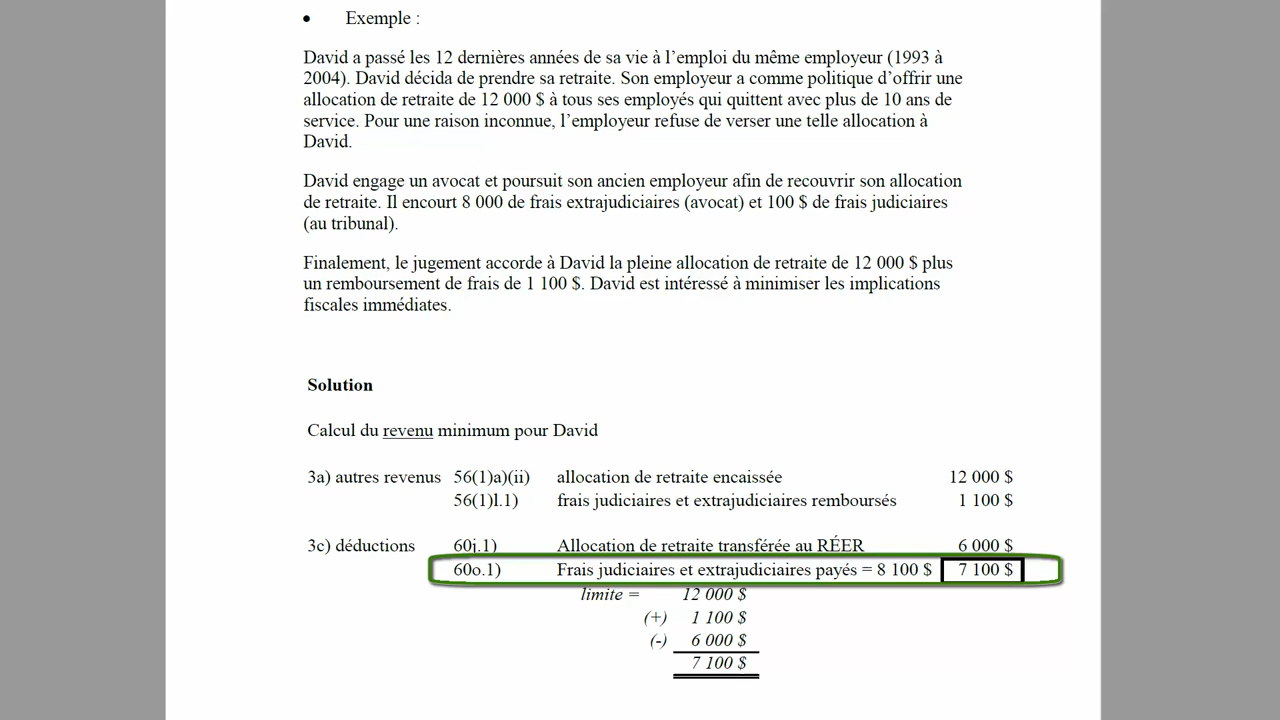 • Exemple :
David a passé les 12 dernières années de sa vie à l’emploi du même employeur (1993 à
2004). David décida de prendre sa retraite. Son employeur a comme politique d’offrir une
allocation de retraite de 12 000 $ à tous ses employés qui quittent avec plus de 10 ans de
service. Pour une raison inconnue, l’employeur refuse de verser une telle allocation à
David.
David engage un avocat et poursuit son ancien employeur afin de recouvrir son allocation
de retraite. Il encourt 8 000 de frais extrajudiciaires (avocat) et 100 $ de frais judiciaires
(au tribunal).
Finalement, le jugement accorde à David la pleine allocation de retraite de 12 000 $ plus
un remboursement de frais de 1 100 $. David est intéressé à minimiser les implications
fiscales immédiates.
Solution
Calcul du revenu minimum pour David
3a) autres revenus 56(1)a)(ii) allocation de retraite encaissée 12 000 $
56(1)l.1) frais judiciaires et extrajudiciaires remboursés 1 100 $
3c) déductions 60j.1) Allocation de retraite transférée au RÉER 6 000 $
60o.1) Frais judiciaires et extrajudiciaires payés = 8 100 $ 7 100 $
limite = 12 000 $
(+) 1 100 $
(-) 6 000 $
7 100 $